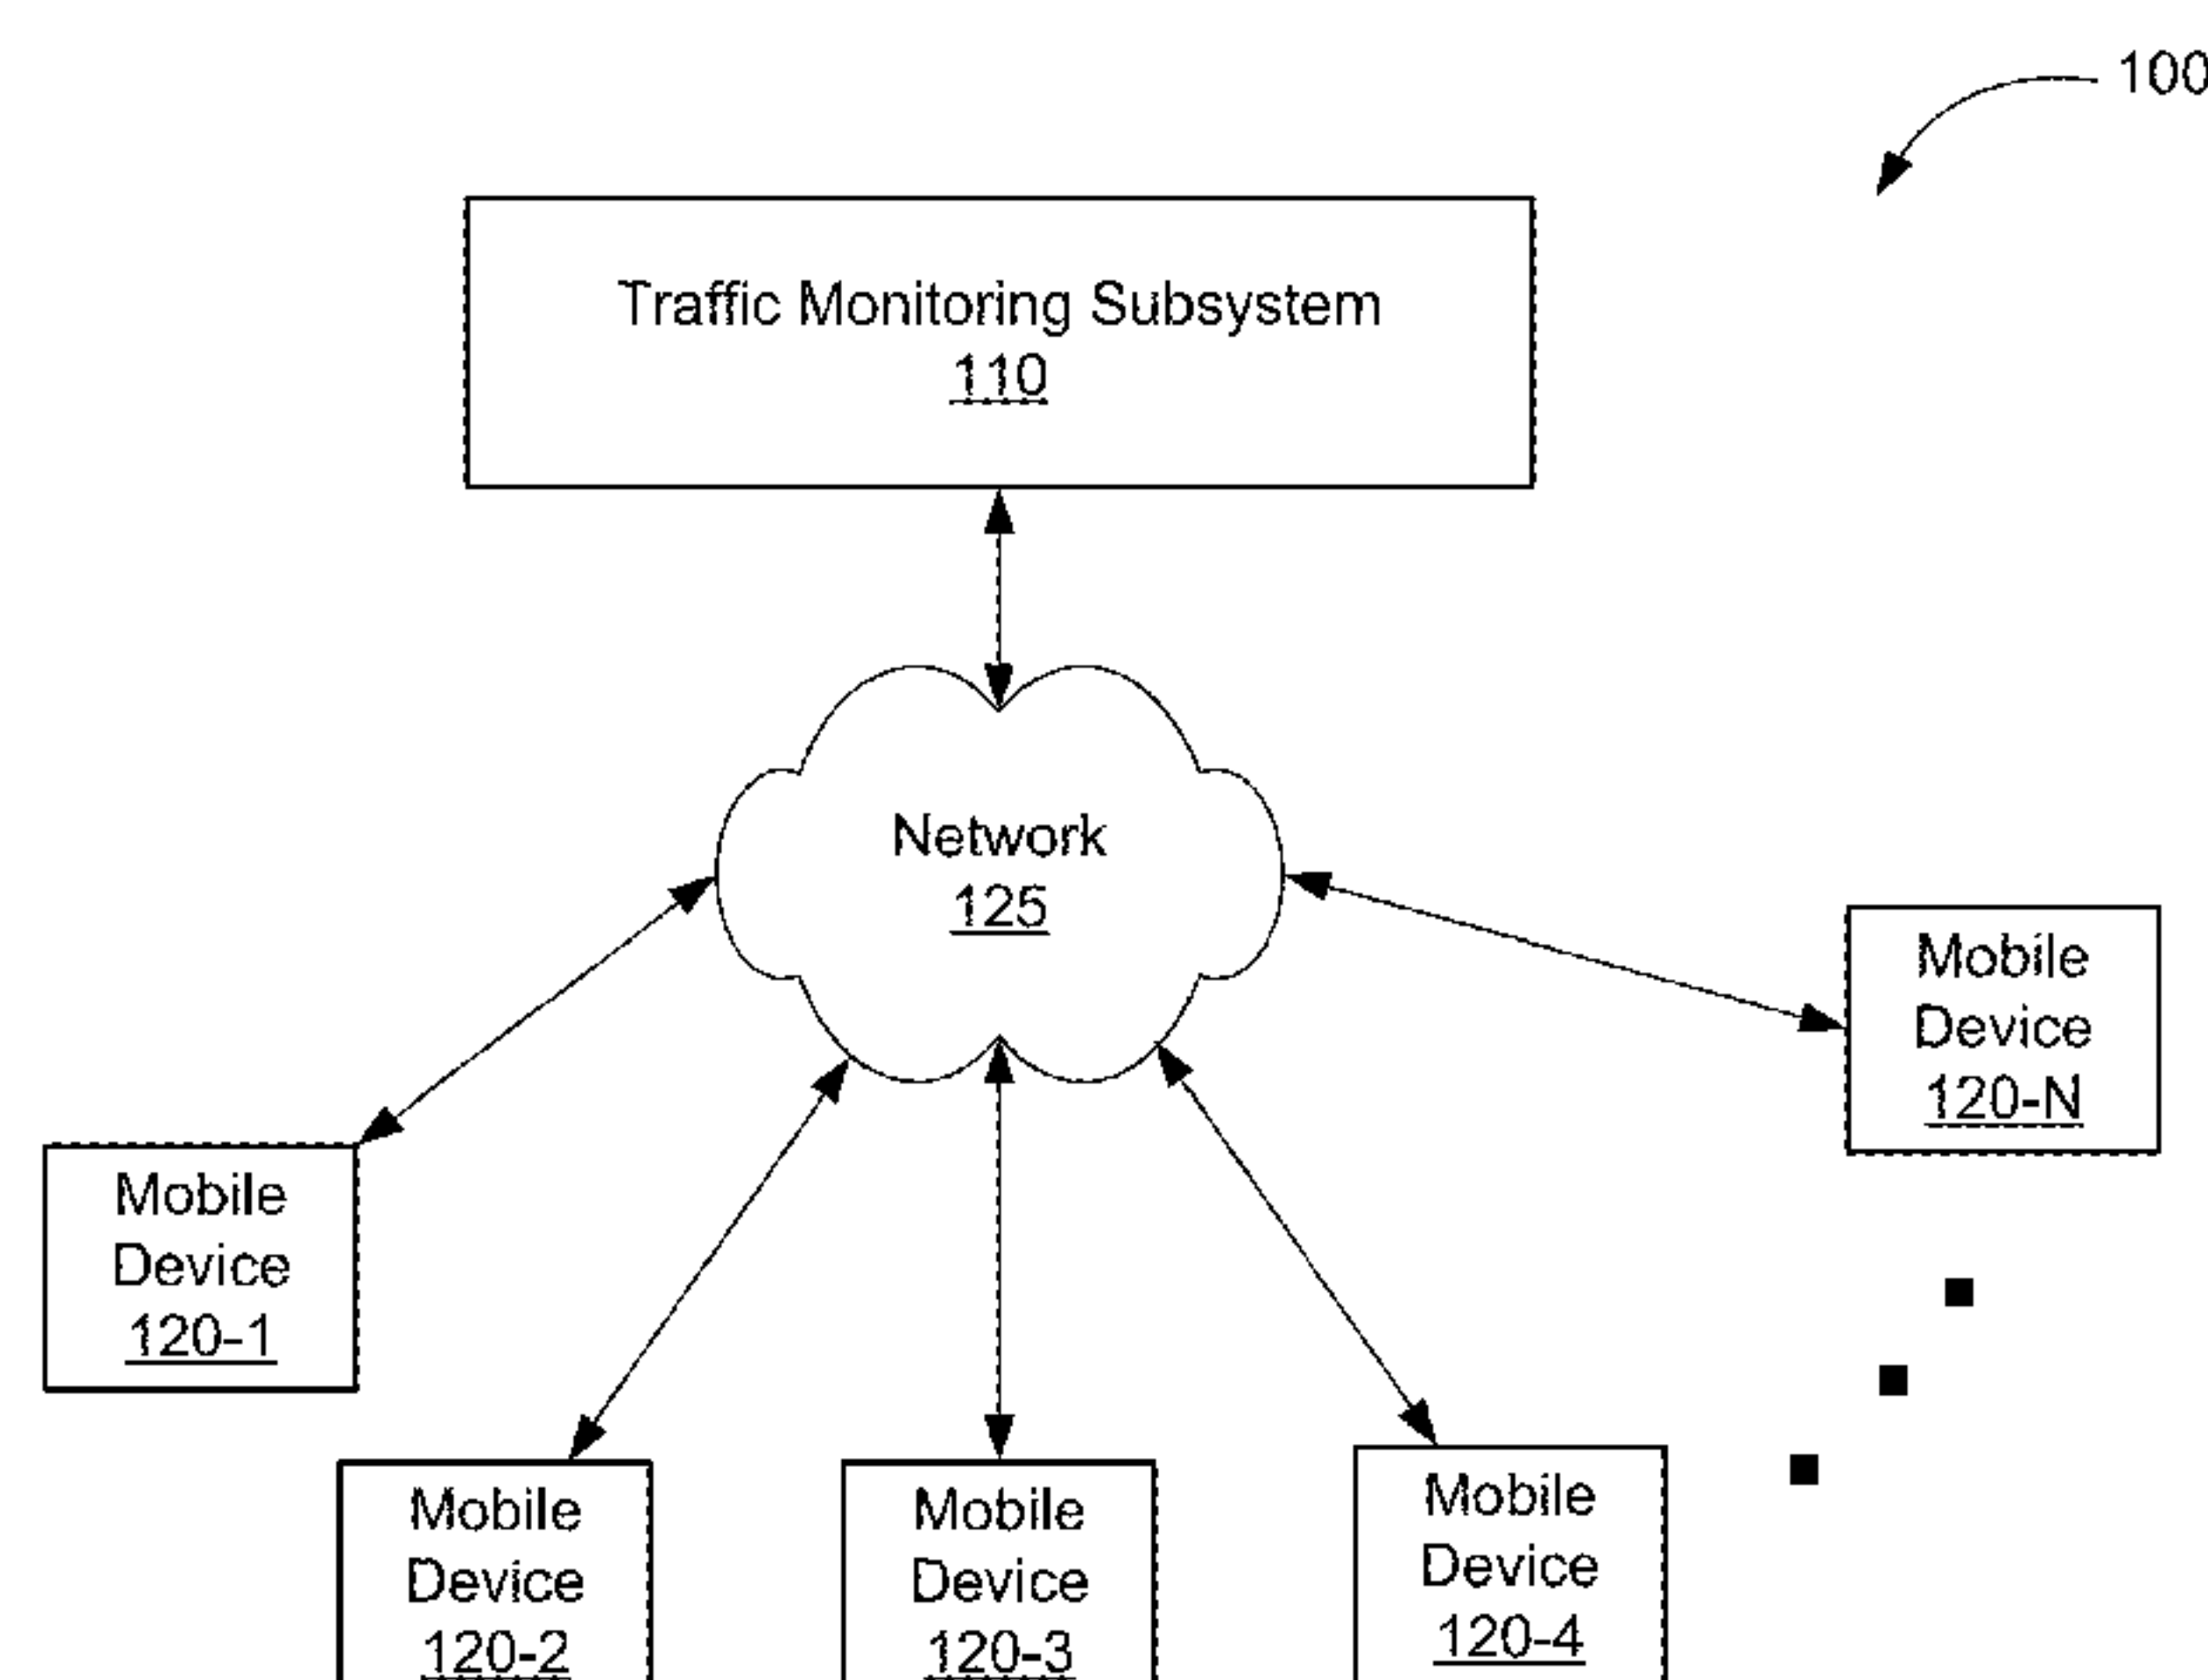 100
Traffic Monitoring Subsystem
110
Network
125
Mobile
Device
120-N
Mobile
Device
120-1
Mobile
Device
120-2
Mobile
Device
120-3
Mobile
Device
120-4